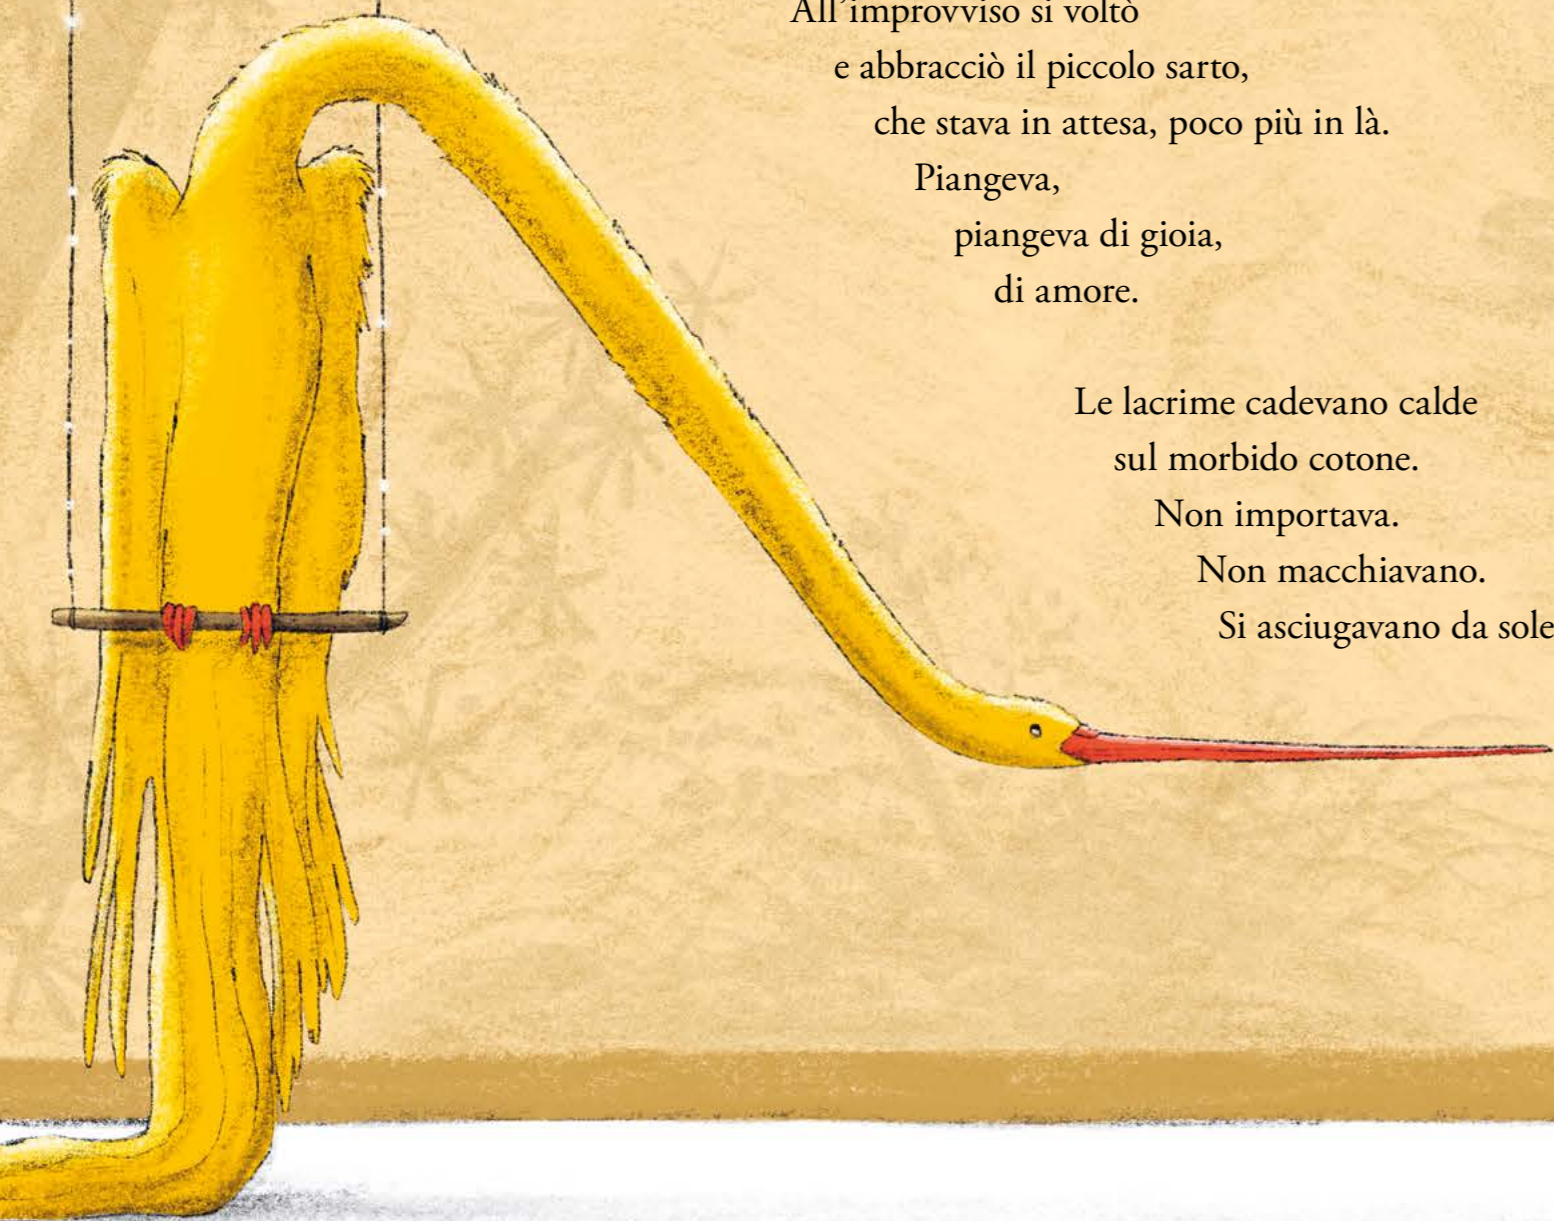 All'improvviso si voltò
e abbracciò il piccolo sarto,
che stava in attesa, poco più in là.
Piangeva,
piangeva di gioia,
di amore.
Le lacrime cadevano calde
sul morbido cotone.
Non importava.
Non macchiavano.
Si asciugavano da sole